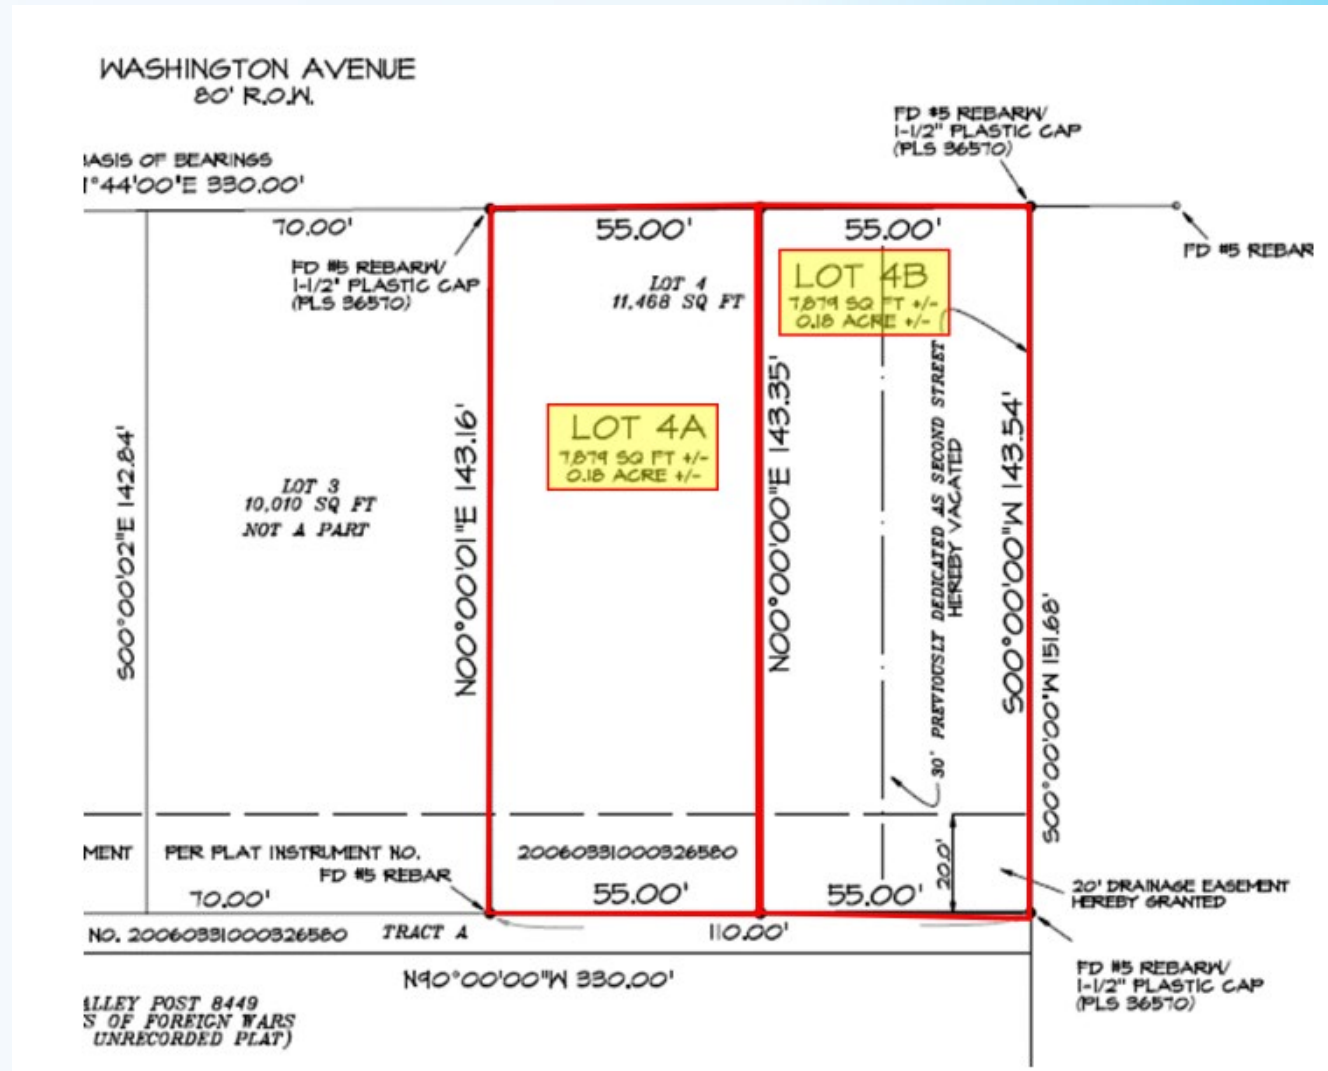 WASHINGTON AVENUE
80' R.O.W.
FD #5 REBARW/
1-1/2" PLASTIC CAP
(PLS 36570)
BASIS OF BEARINGS
1°44'00"E 330.00'
70.00'
55.00'
55.00'
FD #5 REBAR
FD #5 REBARW/
1-1/2" PLASTIC CAP
(PLS 36570)
LOT 4
11,468 SQ FT
LOT 4B
7,879 SQ FT +/-
0.18 ACRE +/-
LOT 4A
7,879 SQ FT +/-
0.18 ACRE +/-
LOT 3
10,010 SQ FT
NOT A PART
S00°00'02"E 142.84'
N00°00'01"E 143.16'
N00°00'00"E 143.35'
30' PREVIOUSLY DEDICATED AS SECOND STREET
HEREBY VACATED
S00°00'00"W 143.54'
S00°00'00"W 151.68'
MENT PER PLAT INSTRUMENT NO. 20060331000326580
FD #5 REBAR
70.00'
55.00'
55.00'
20.0'
20' DRAINAGE EASEMENT
HEREBY GRANTED
NO. 20060331000326580 TRACT A
110.00'
N90°00'00"W 330.00'
FD #5 REBARW/
1-1/2" PLASTIC CAP
(PLS 36570)
ALLEY POST 8449
S OF FOREIGN WARS
UNRECORDED PLAT)